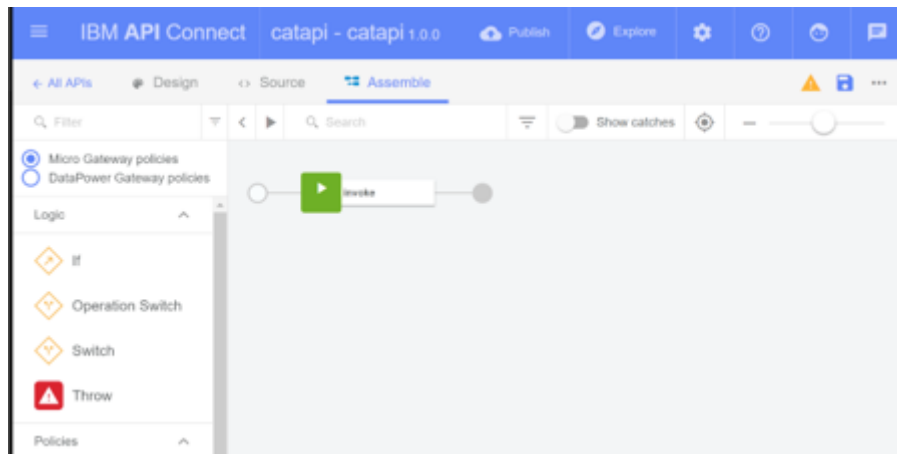 IBM API Connect catapi - catapi 1.0.0 Publish Explore
All APIs Design Source Assemble
Filter Search Show catches
Micro Gateway policies
DataPower Gateway policies
invoke
Logic
If
Operation Switch
Switch
Throw
Policies